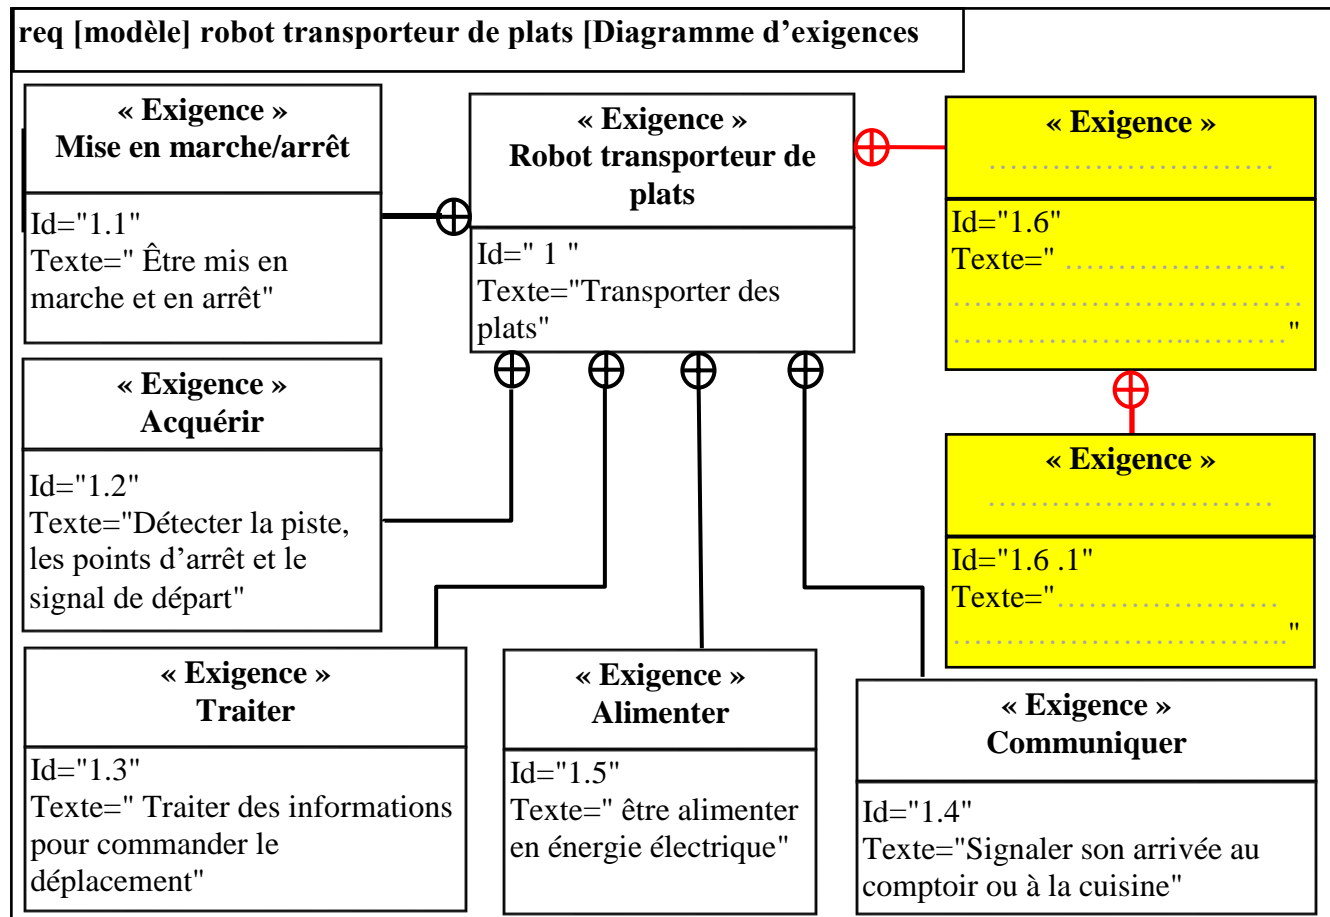 req [modèle] robot transporteur de plats [Diagramme d’exigences
« Exigence »
Mise en marche/arrêt
Id="1.1"
Texte=" Être mis en
marche et en arrêt"
« Exigence »
Robot transporteur de
plats
Id=" 1 "
Texte="Transporter des
plats"
« Exigence »
………………………
Id="1.6"
Texte=" …………………
……………………………
……………………..………"
« Exigence »
Acquérir
Id="1.2"
Texte="Détecter la piste,
les points d’arrêt et le
signal de départ"
« Exigence »
………………………
Id="1.6 .1"
Texte="…………………
…………………………..."
« Exigence »
Traiter
Id="1.3"
Texte=" Traiter des informations
pour commander le
déplacement"
« Exigence »
Alimenter
Id="1.5"
Texte=" être alimenter
en énergie électrique"
« Exigence »
Communiquer
Id="1.4"
Texte="Signaler son arrivée au
comptoir ou à la cuisine"